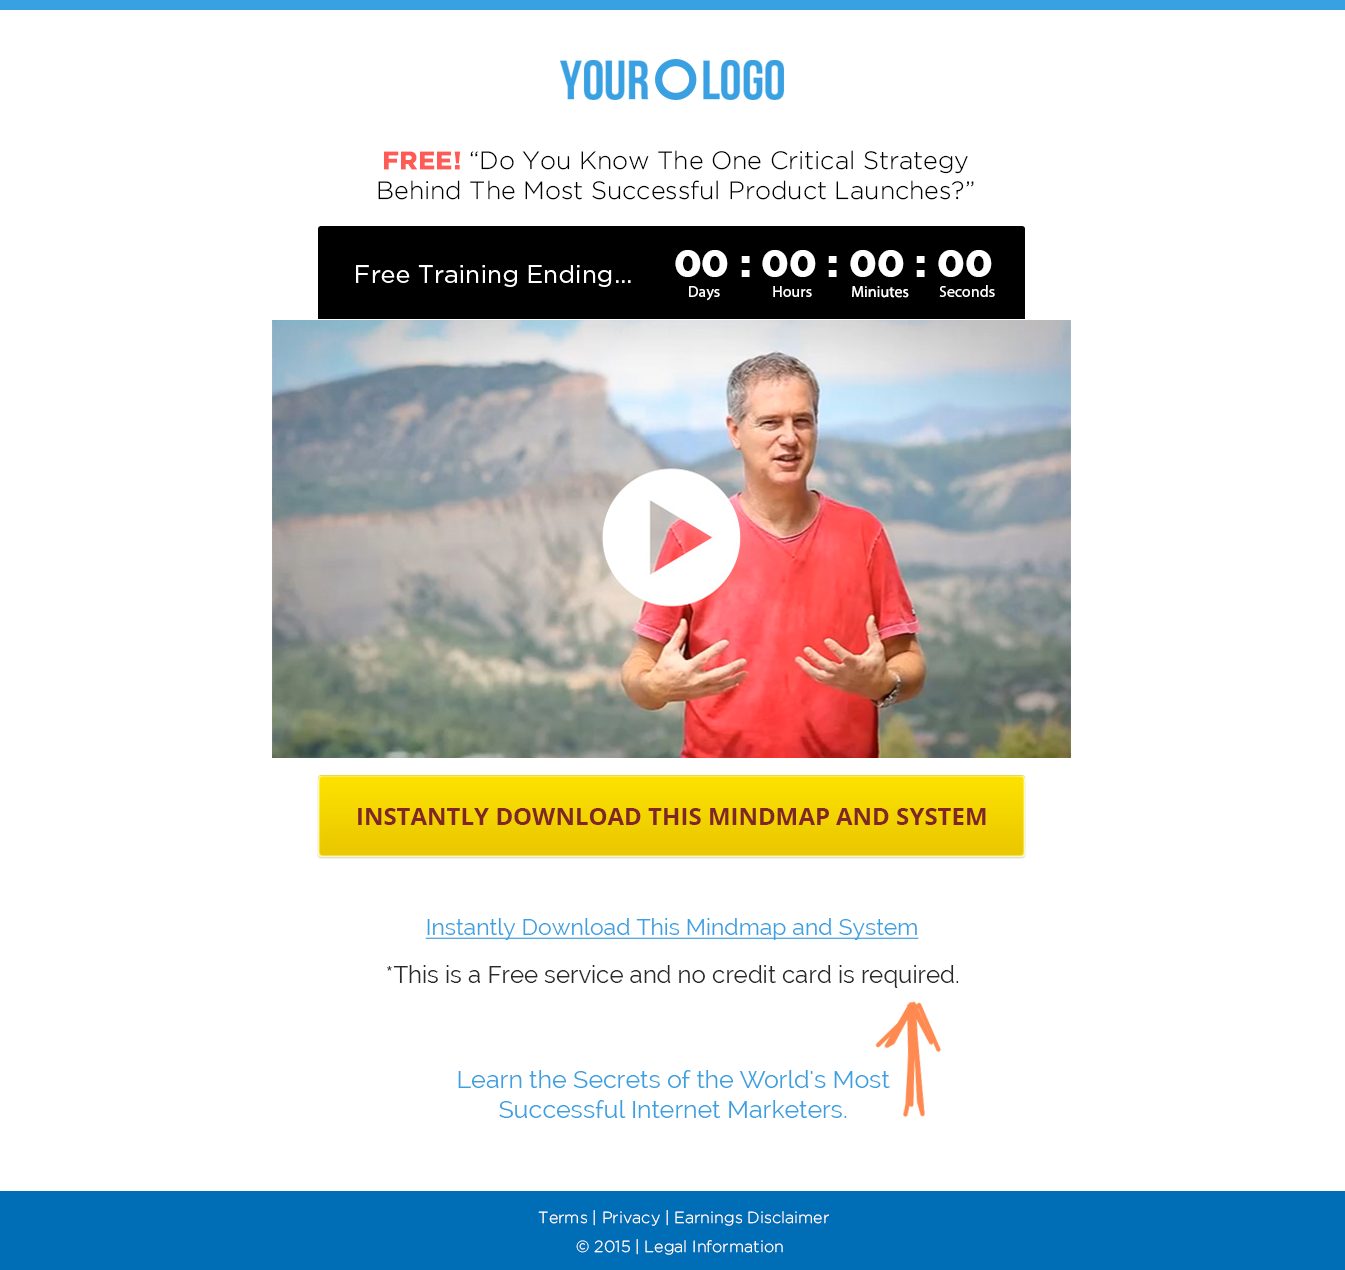 YOUR LOGO
FREE! “Do You Know The One Critical Strategy
Behind The Most Successful Product Launches?”
Free Training Ending...
00 : 00 : 00 : 00
Days Hours Miniutes Seconds
INSTANTLY DOWNLOAD THIS MINDMAP AND SYSTEM
Instantly Download This Mindmap and System
*This is a Free service and no credit card is required.
Learn the Secrets of the World's Most
Successful Internet Marketers.
Terms | Privacy | Earnings Disclaimer
© 2015 | Legal Information